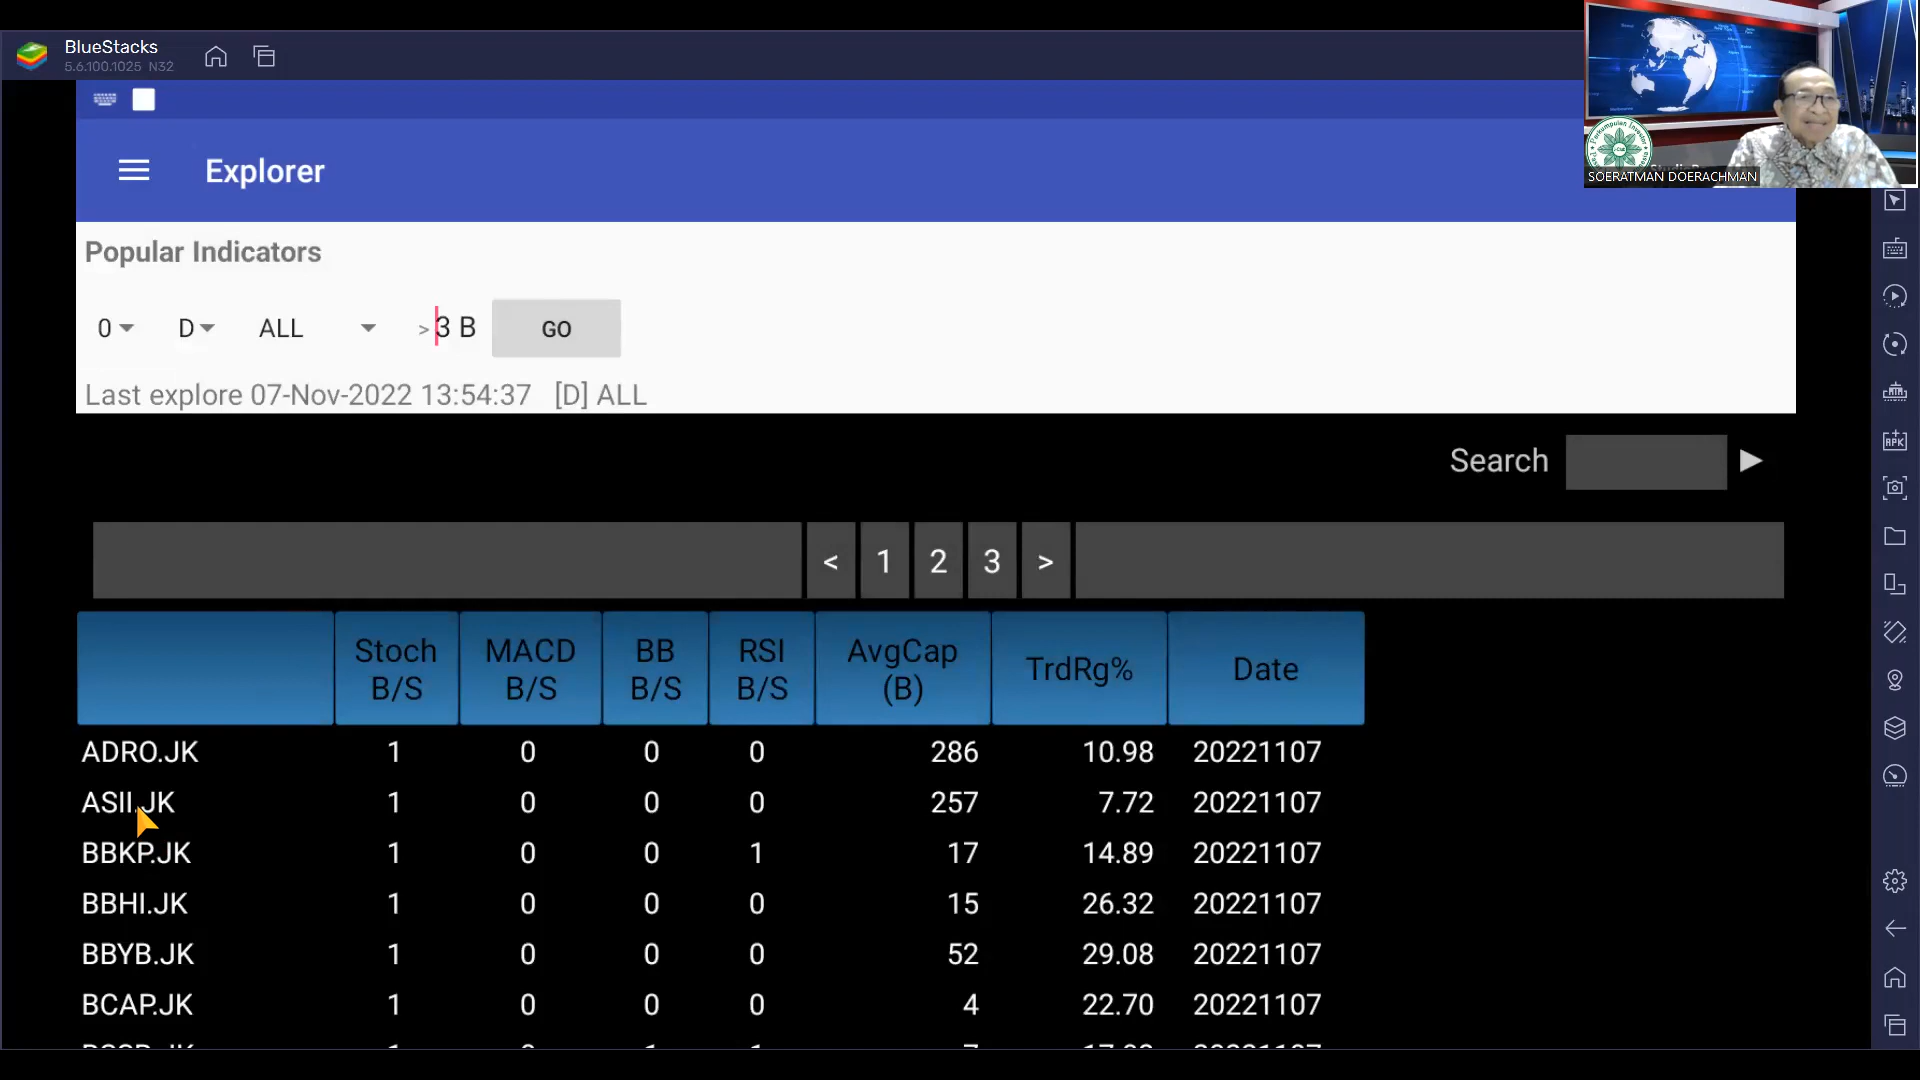 BlueStacks
5.6.100.1025 N32
Explorer
SOERATMAN DOERACHMAN
Popular Indicators
0 D ALL > 3 B GO
Last explore 07-Nov-2022 13:54:37 [D] ALL
Search
< 1 2 3 >
Stoch B/S MACD B/S BB B/S RSI B/S AvgCap (B) TrdRg% Date
ADRO.JK 1 0 0 0 286 10.98 20221107
ASII.JK 1 0 0 0 257 7.72 20221107
BBKP.JK 1 0 0 1 17 14.89 20221107
BBHI.JK 1 0 0 0 15 26.32 20221107
BBYB.JK 1 0 0 0 52 29.08 20221107
BCAP.JK 1 0 0 0 4 22.70 20221107